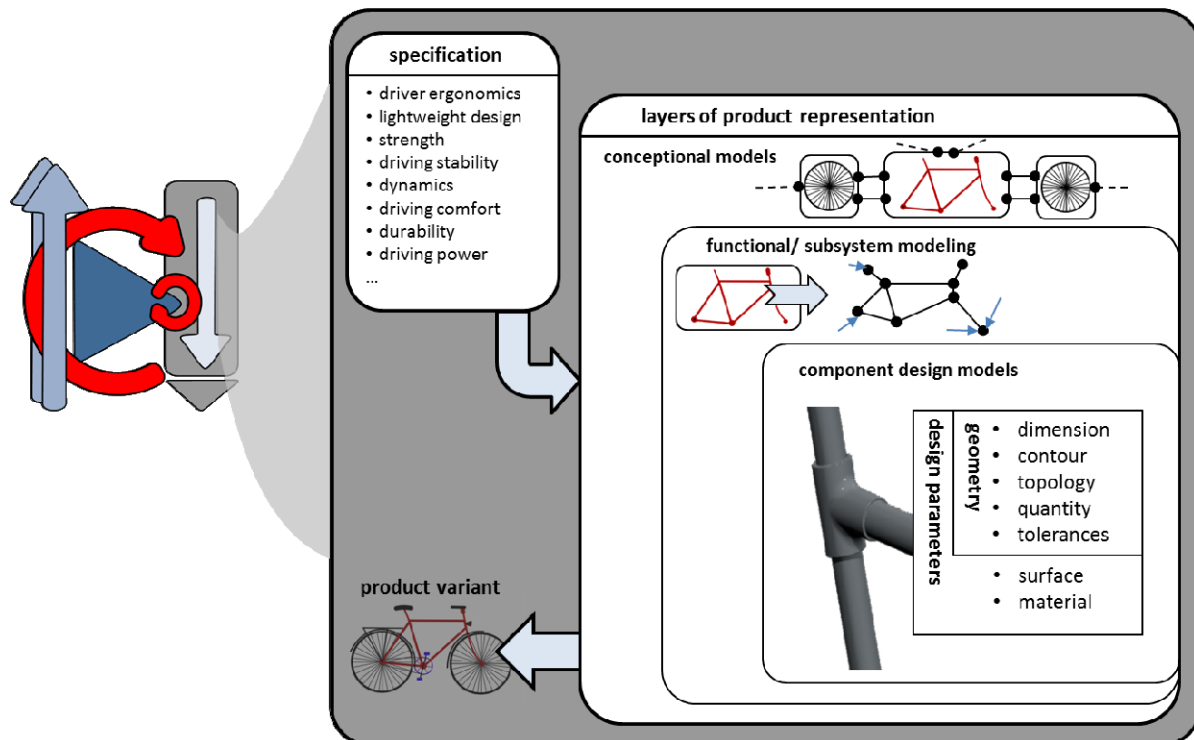 specification
• driver ergonomics
• lightweight design
• strength
• driving stability
• dynamics
• driving comfort
• durability
• driving power
...
layers of product representation
conceptional models
functional/ subsystem modeling
component design models
design parameters
geometry
• dimension
• contour
• topology
• quantity
• tolerances
• surface
• material
product variant